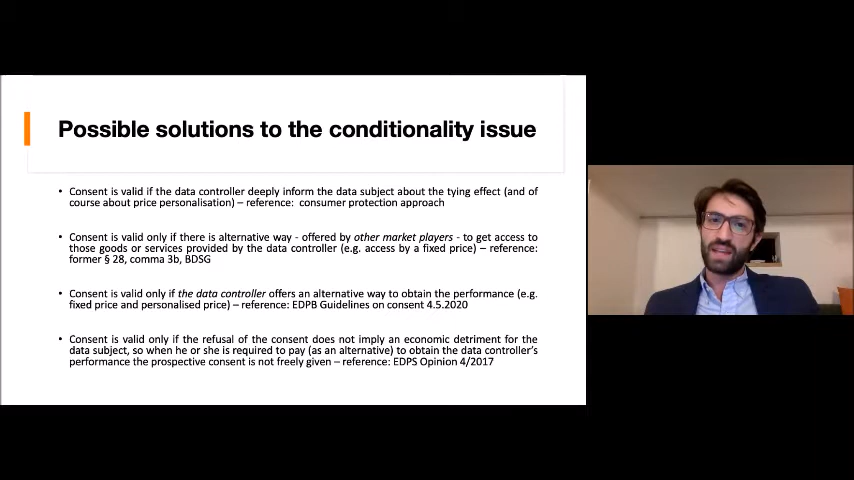 Possible solutions to the conditionality issue
• Consent is valid if the data controller deeply inform the data subject about the tying effect (and of
course about price personalisation) – reference: consumer protection approach
• Consent is valid only if there is alternative way - offered by other market players - to get access to
those goods or services provided by the data controller (e.g. access by a fixed price) – reference:
former § 28, comma 3b, BDSG
• Consent is valid only if the data controller offers an alternative way to obtain the performance (e.g.
fixed price and personalised price) – reference: EDPB Guidelines on consent 4.5.2020
• Consent is valid only if the refusal of the consent does not imply an economic detriment for the
data subject, so when he or she is required to pay (as an alternative) to obtain the data controller's
performance the prospective consent is not freely given – reference: EDPS Opinion 4/2017